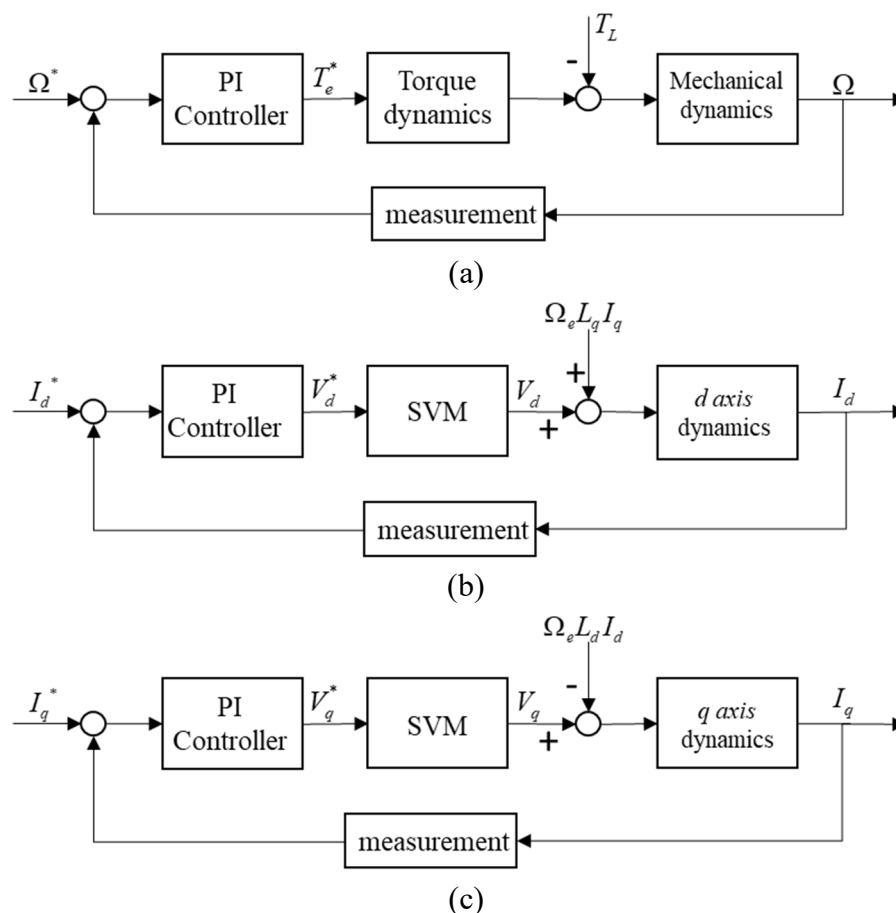 T_L
-
Ω*
PI
Controller
T_e^*
Torque
dynamics
Mechanical
dynamics
Ω
measurement
(a)
Ω_e L_q I_q
+
I_d^*
PI
Controller
V_d^*
SVM
V_d
+
d axis
dynamics
I_d
measurement
(b)
Ω_e L_d I_d
-
I_q^*
PI
Controller
V_q^*
SVM
V_q
+
q axis
dynamics
I_q
measurement
(c)